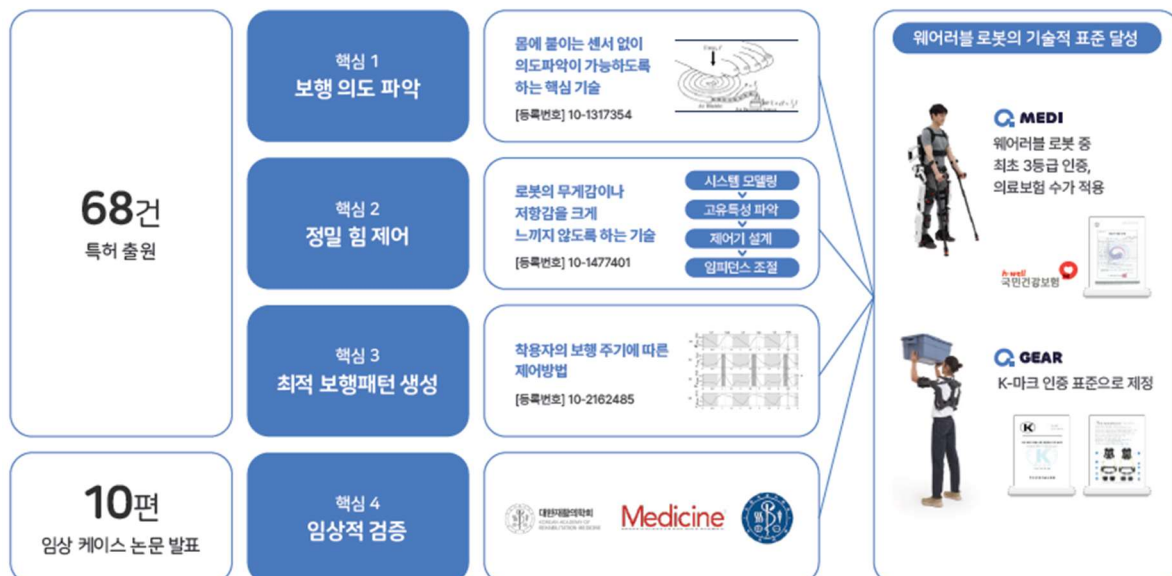 68건
특허 출원
핵심 1
보행 의도 파악
몸에 붙이는 센서 없이
의도파악이 가능하도록
하는 핵심 기술
[등록번호] 10-1317354
핵심 2
정밀 힘 제어
로봇의 무게감이나
저항감을 크게
느끼지 않도록 하는 기술
[등록번호] 10-1477401
시스템 모델링
고유특성 파악
제어기 설계
임피던스 조절
핵심 3
최적 보행패턴 생성
착용자의 보행 주기에 따른
제어방법
[등록번호] 10-2162485
10편
임상 케이스 논문 발표
핵심 4
임상적 검증
대한재활의학회
KOREAN ACADEMY OF
REHABILITATION MEDICINE
Medicine
웨어러블 로봇의 기술적 표준 달성
MEDI
웨어러블 로봇 중
최초 3등급 인증,
의료보험 수가 적용
h·well
국민건강보험
GEAR
K-마크 인증 표준으로 제정
K